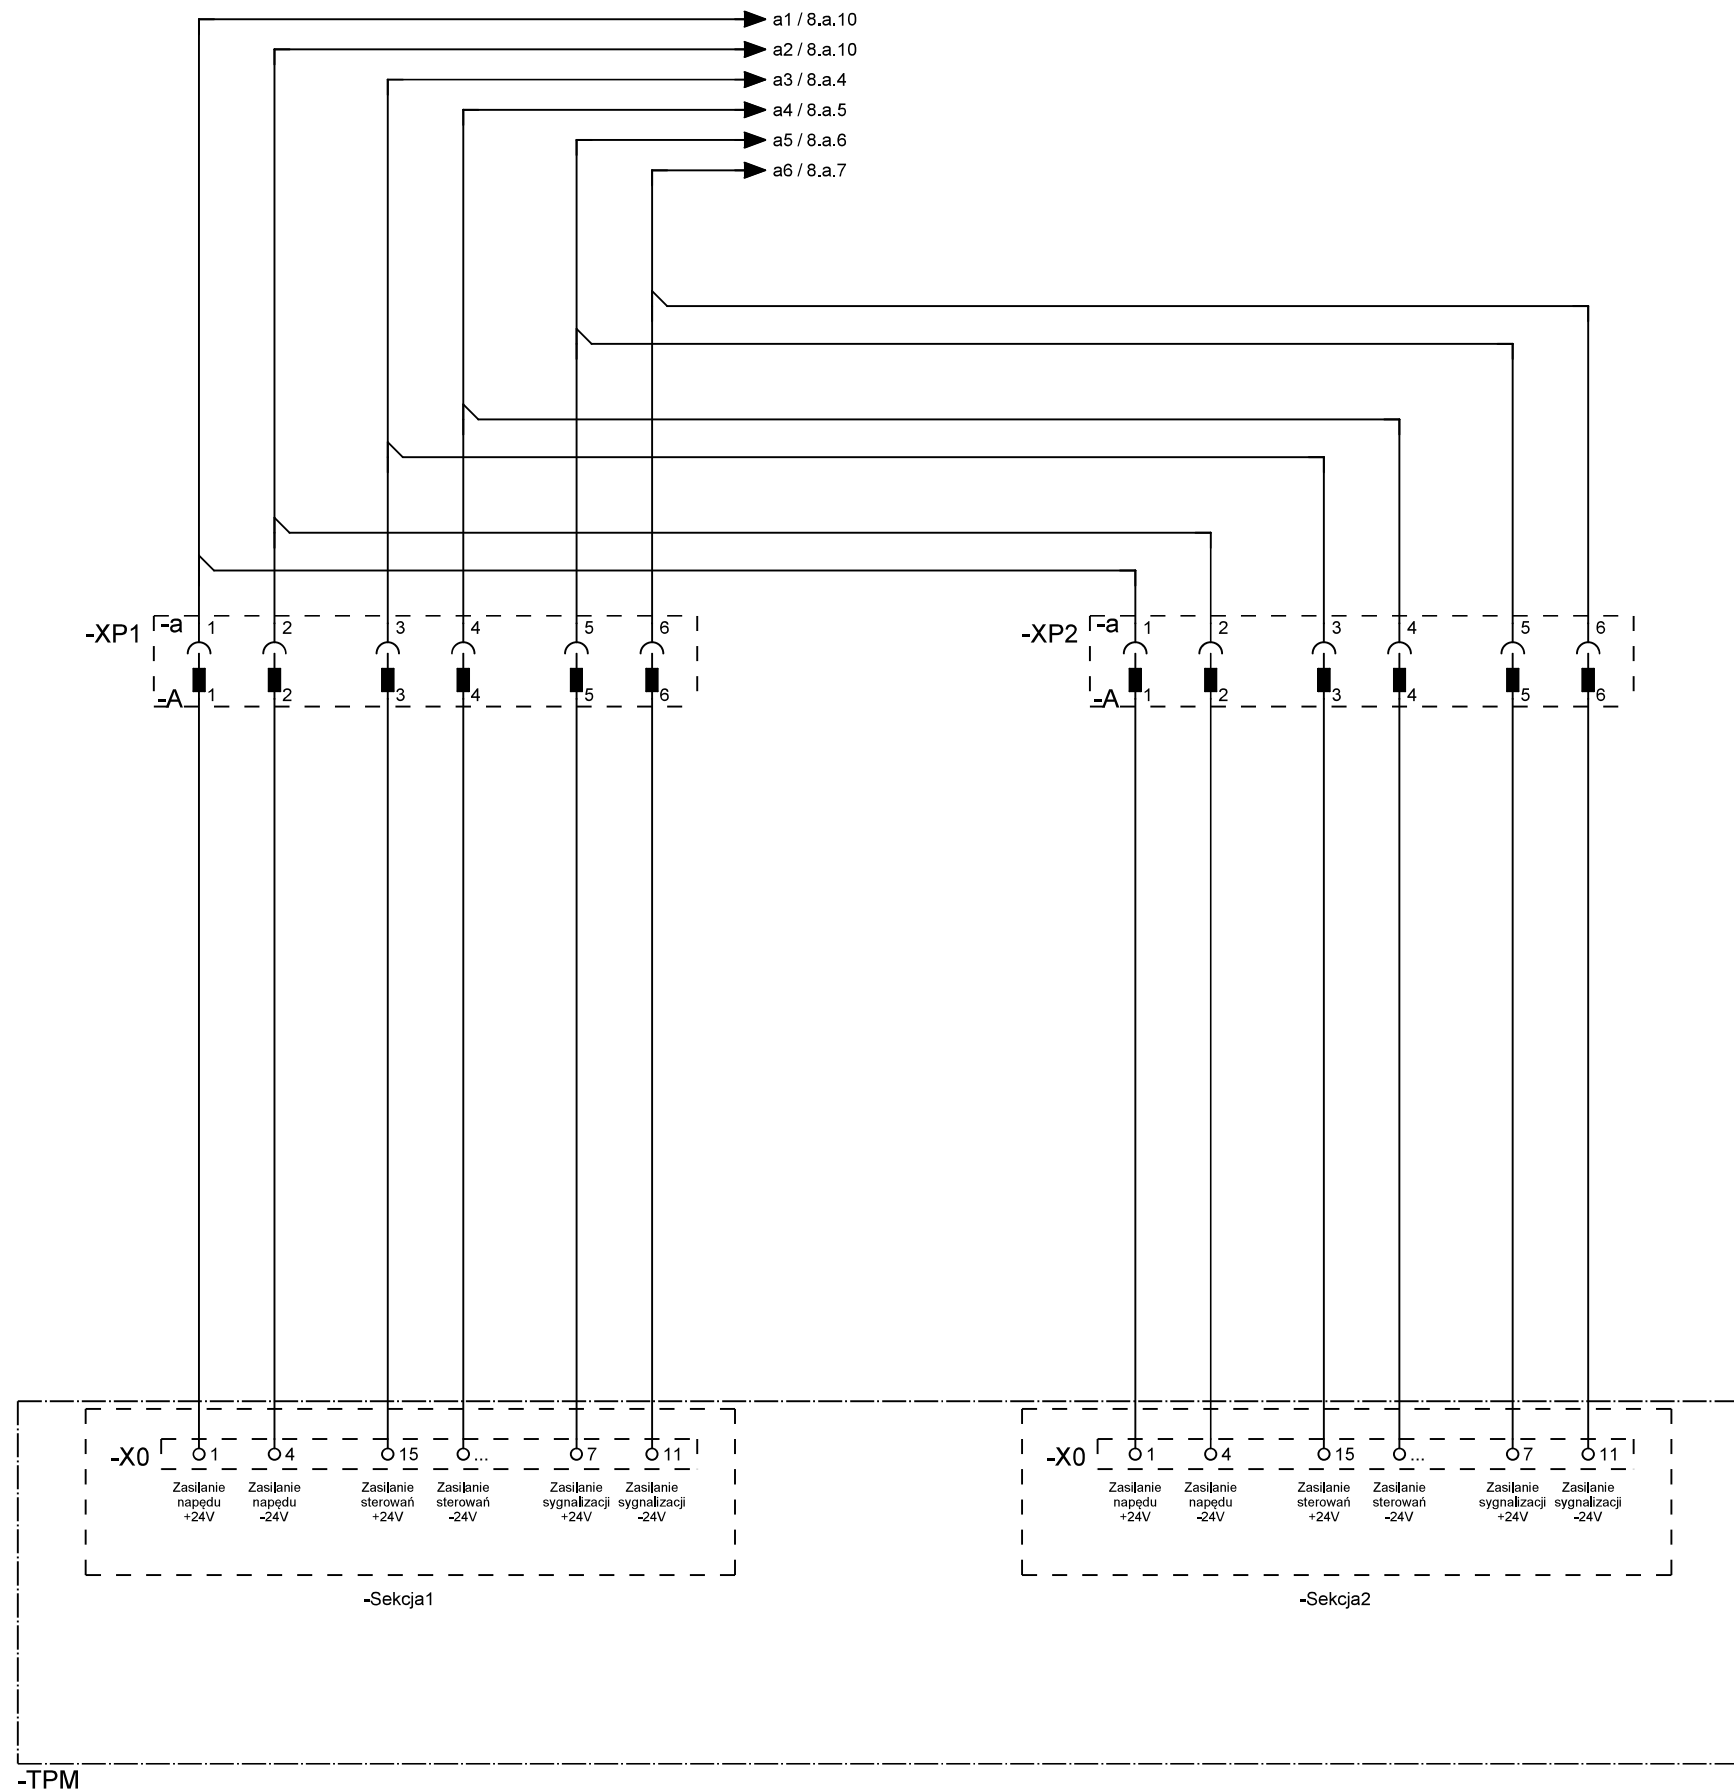 a1 / 8.a.10
a2 / 8.a.10
a3 / 8.a.4
a4 / 8.a.5
a5 / 8.a.6
a6 / 8.a.7
-XP1 -a 1 2 3 4 5 6
-A 1 2 3 4 5 6
-XP2 -a 1 2 3 4 5 6
-A 1 2 3 4 5 6
-X0 1 4 15 ... 7 11
Zasilanie Zasilanie Zasilanie Zasilanie Zasilanie Zasilanie
napędu napędu sterowań sterowań sygnalizacji sygnalizacji
+24V -24V +24V -24V +24V -24V
-Sekcja1
-X0 1 4 15 ... 7 11
Zasilanie Zasilanie Zasilanie Zasilanie Zasilanie Zasilanie
napędu napędu sterowań sterowań sygnalizacji sygnalizacji
+24V -24V +24V -24V +24V -24V
-Sekcja2
-TPM